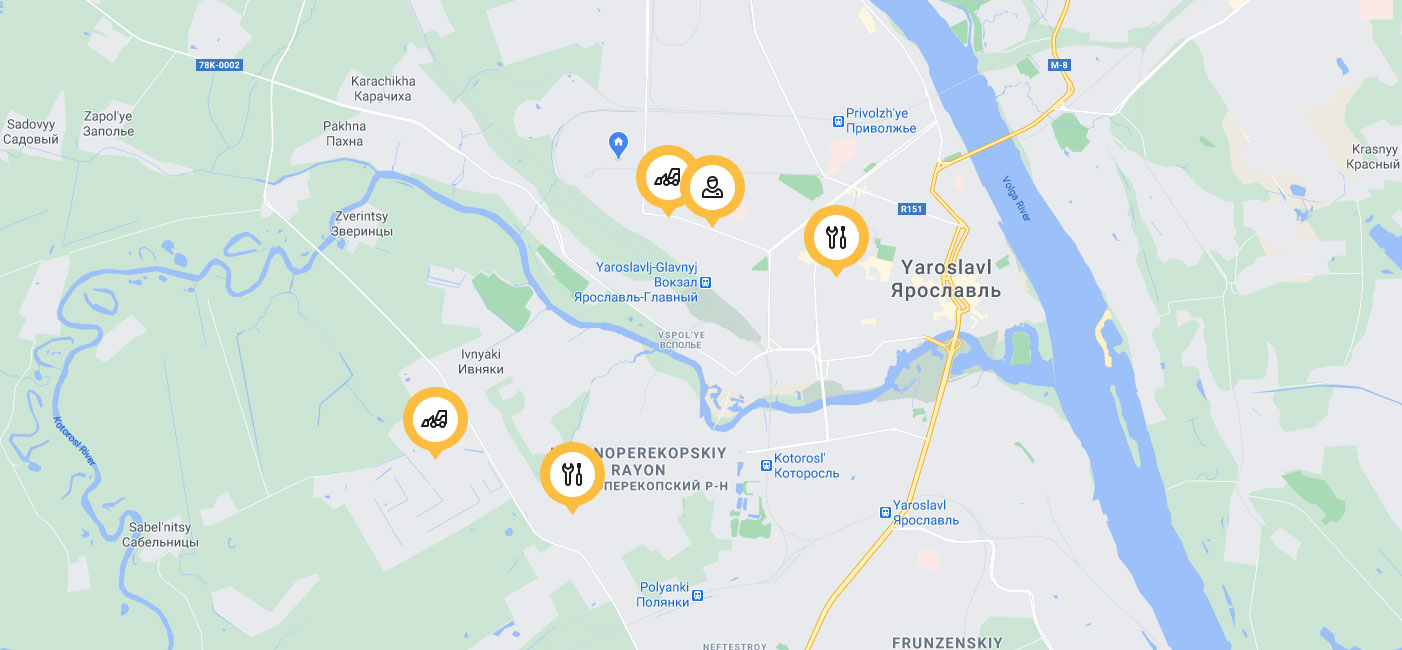 78K-0002
M-8
Karachikha
Карачиха
Zapol'ye
Заполье
Sadovyy
Садовый
Pakhna
Пахна
Privolzh'ye
Приволжье
Krasnyy
Красный
Volga River
R151
Zverintsy
Зверинцы
Yaroslavlj-Glavnyj
Вокзал
Ярославль-Главный
Yaroslavl
Ярославль
VSPOL'YE
ВСПОЛЬЕ
Ivnyaki
Ивняки
Kotorosl River
NOPEREKOPSKIY
RAYON
ПЕРЕКОПСКИЙ Р-Н
Kotorosl'
Которосль
Yaroslavl
Ярославль
Sabel'nitsy
Сабельницы
Polyanki
Полянки
NEFTESTROY
FRUNZENSKIY